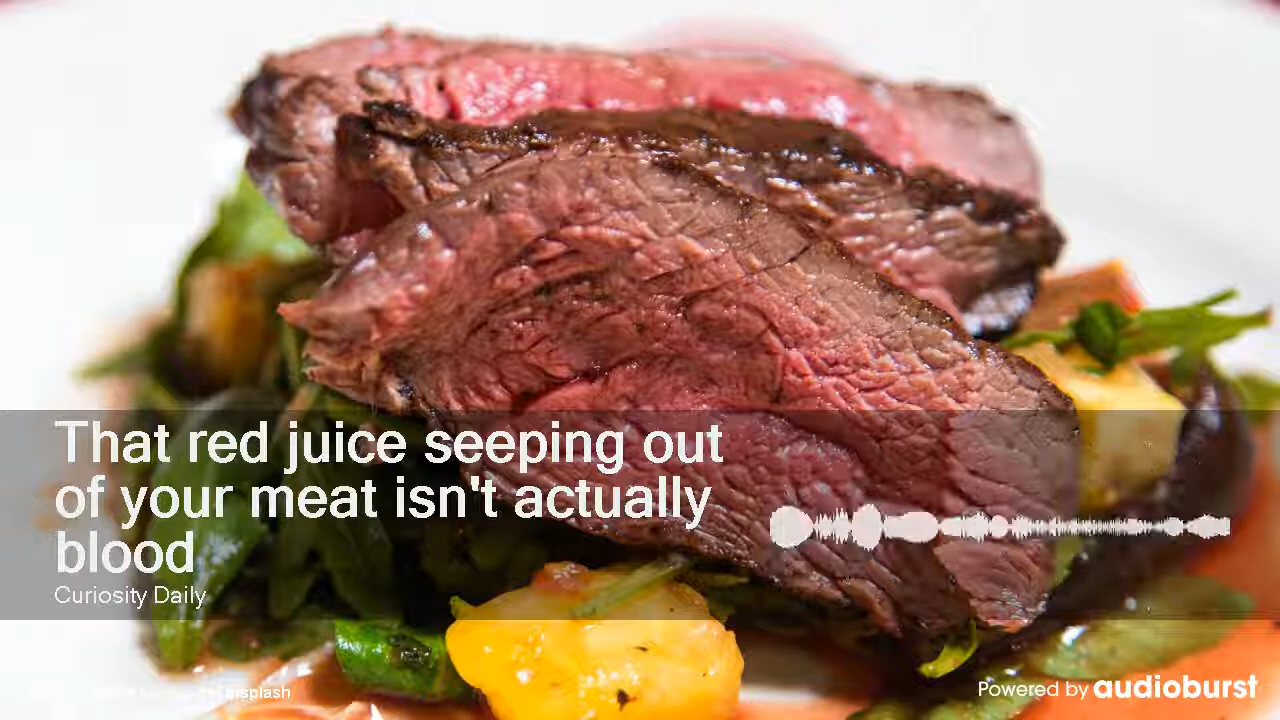 That red juice seeping out
of your meat isn't actually
blood
Curiosity Daily
Powered by audioburst